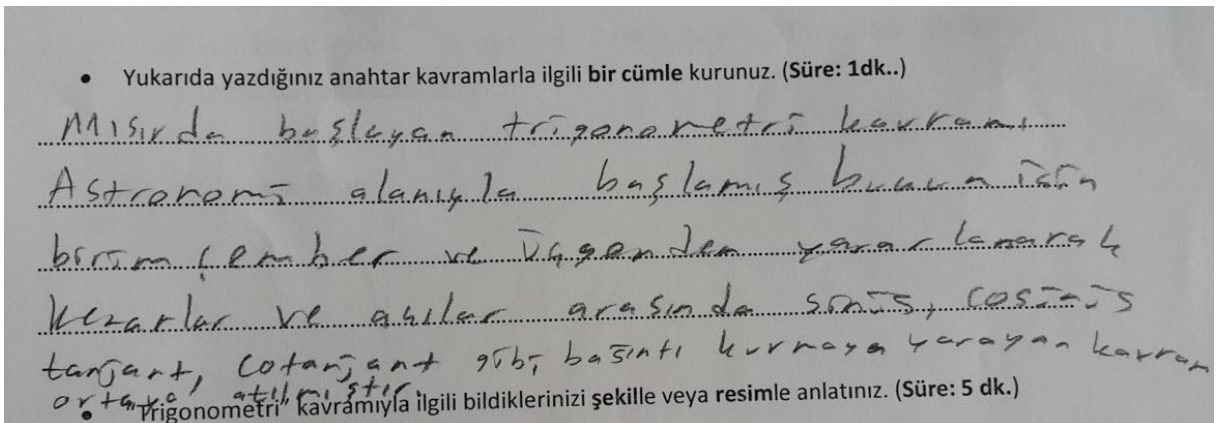 • Yukarıda yazdığınız anahtar kavramlarla ilgili bir cümle kurunuz. (Süre: 1dk..)
Mısırda başlayan trigonometri kavramı
Astronomi alanıyla başlamış bunun için
birim çember ve üçgenden yararlanarak
kezarlar ve açılar arasında sinüs, cosinüs
tanjant, cotanjant gibi bağıntı kurmaya yarayan kavram
ortaya atılmıştır.
• "Trigonometri" kavramıyla ilgili bildiklerinizi şekille veya resimle anlatınız. (Süre: 5 dk.)